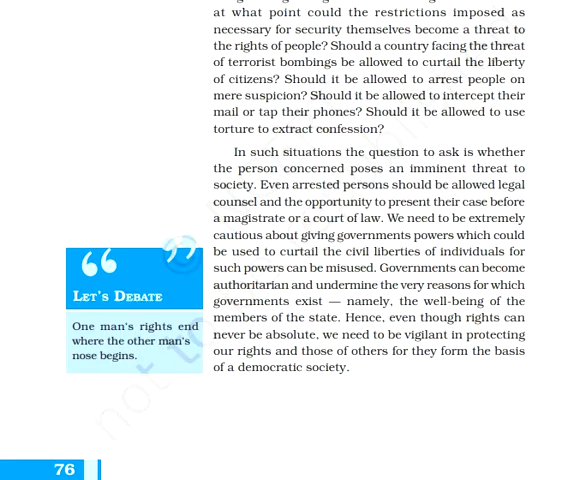 at what point could the restrictions imposed as
necessary for security themselves become a threat to
the rights of people? Should a country facing the threat
of terrorist bombings be allowed to curtail the liberty
of citizens? Should it be allowed to arrest people on
mere suspicion? Should it be allowed to intercept their
mail or tap their phones? Should it be allowed to use
torture to extract confession?
In such situations the question to ask is whether
the person concerned poses an imminent threat to
society. Even arrested persons should be allowed legal
counsel and the opportunity to present their case before
a magistrate or a court of law. We need to be extremely
cautious about giving governments powers which could
be used to curtail the civil liberties of individuals for
such powers can be misused. Governments can become
authoritarian and undermine the very reasons for which
governments exist — namely, the well-being of the
members of the state. Hence, even though rights can
never be absolute, we need to be vigilant in protecting
our rights and those of others for they form the basis
of a democratic society.
“ ”
LET'S DEBATE
One man's rights end
where the other man's
nose begins.
not to
76